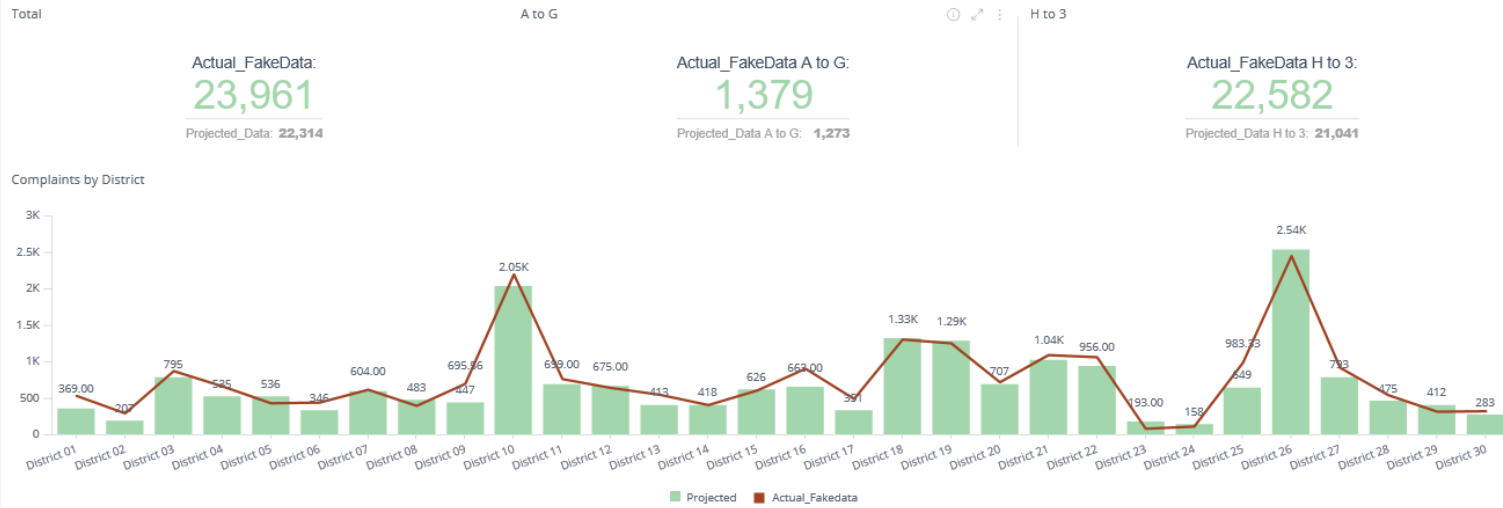 Total
A to G
H to 3
Actual_FakeData:
23,961
Projected_Data: 22,314
Actual_FakeData A to G:
1,379
Projected_Data A to G: 1,273
Actual_FakeData H to 3:
22,582
Projected_Data H to 3: 21,041
Complaints by District
3K
2.5K
2K
1.5K
1K
500
0
369.00
207
795
535
536
346
604.00
483
695.56
447
2.05K
699.00
675.00
413
418
626
663.00
351
1.33K
1.29K
707
1.04K
956.00
193.00
158
983.33
649
2.54K
793
475
412
283
District 01
District 02
District 03
District 04
District 05
District 06
District 07
District 08
District 09
District 10
District 11
District 12
District 13
District 14
District 15
District 16
District 17
District 18
District 19
District 20
District 21
District 22
District 23
District 24
District 25
District 26
District 27
District 28
District 29
District 30
Projected
Actual_Fakedata